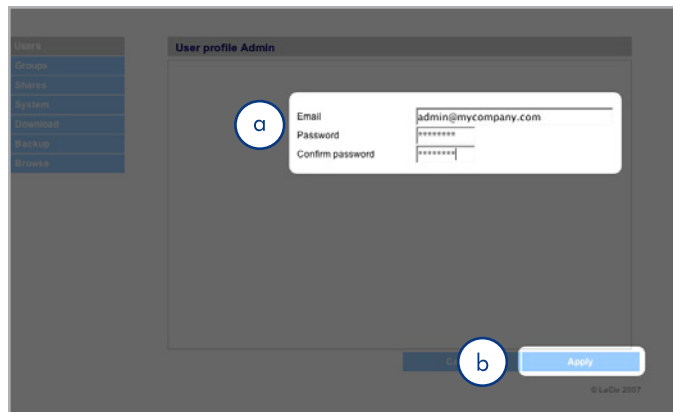 Users
User profile Admin
Groups
Shares
System
Download
Backup
Browse
a
Email
admin@mycompany.com
Password
********
Confirm password
********
b
Apply
© LaCie 2007